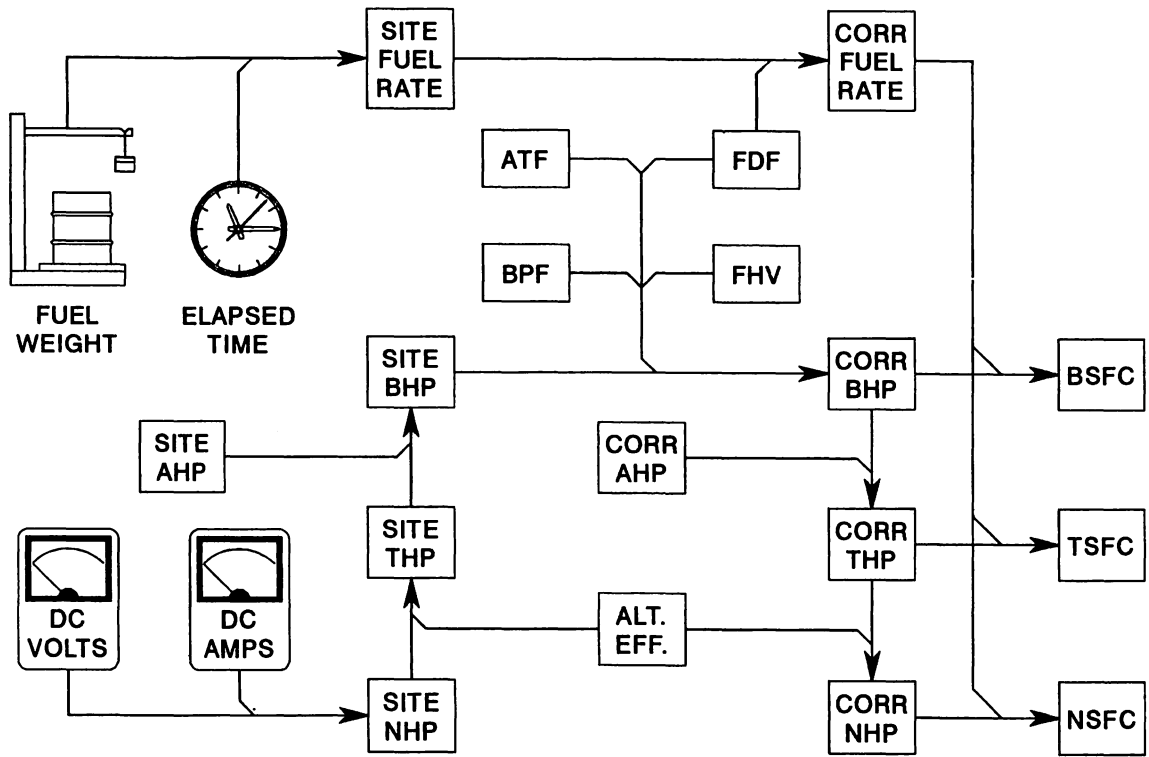 SITE
FUEL
RATE
CORR
FUEL
RATE
ATF
FDF
BPF
FHV
FUEL
WEIGHT
ELAPSED
TIME
SITE
BHP
CORR
BHP
BSFC
SITE
AHP
CORR
AHP
SITE
THP
CORR
THP
TSFC
DC
VOLTS
DC
AMPS
ALT.
EFF.
SITE
NHP
CORR
NHP
NSFC